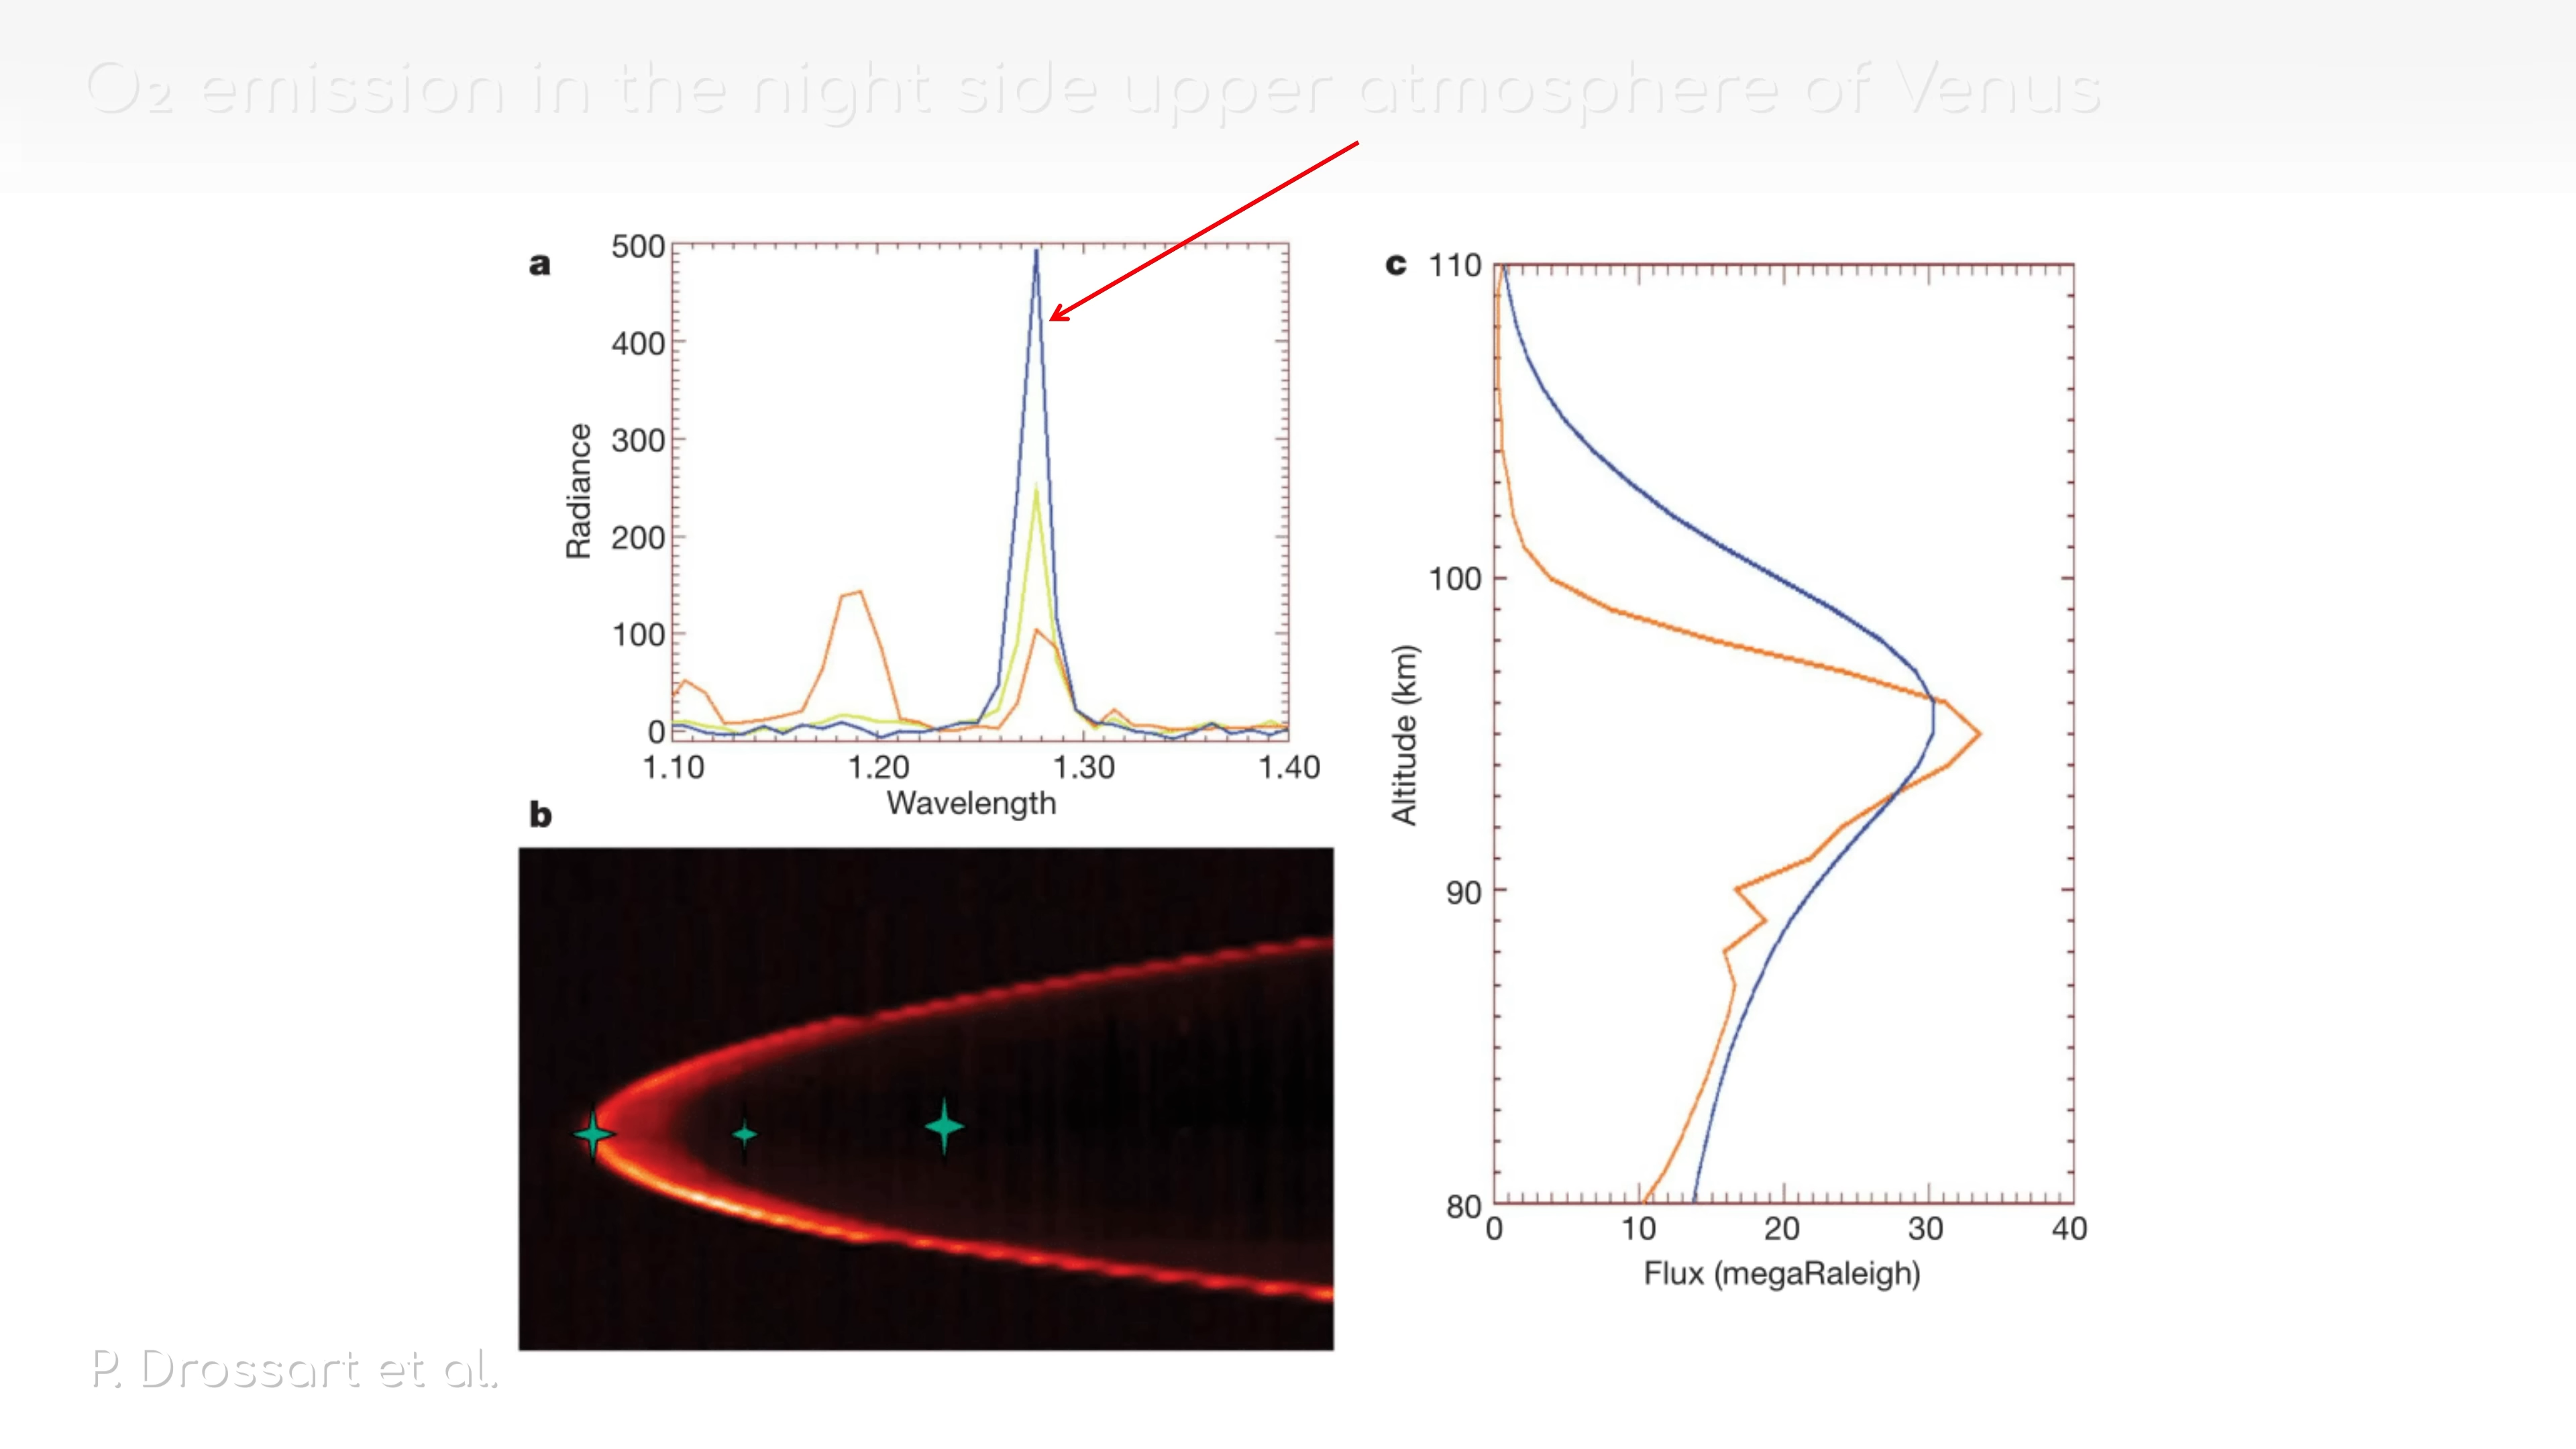 O₂ emission in the night side upper atmosphere of Venus
a
500
400
300
200
100
0
Radiance
1.10 1.20 1.30 1.40
Wavelength
b
c
110
100
90
80
Altitude (km)
0 10 20 30 40
Flux (megaRaleigh)
P. Drossart et al.